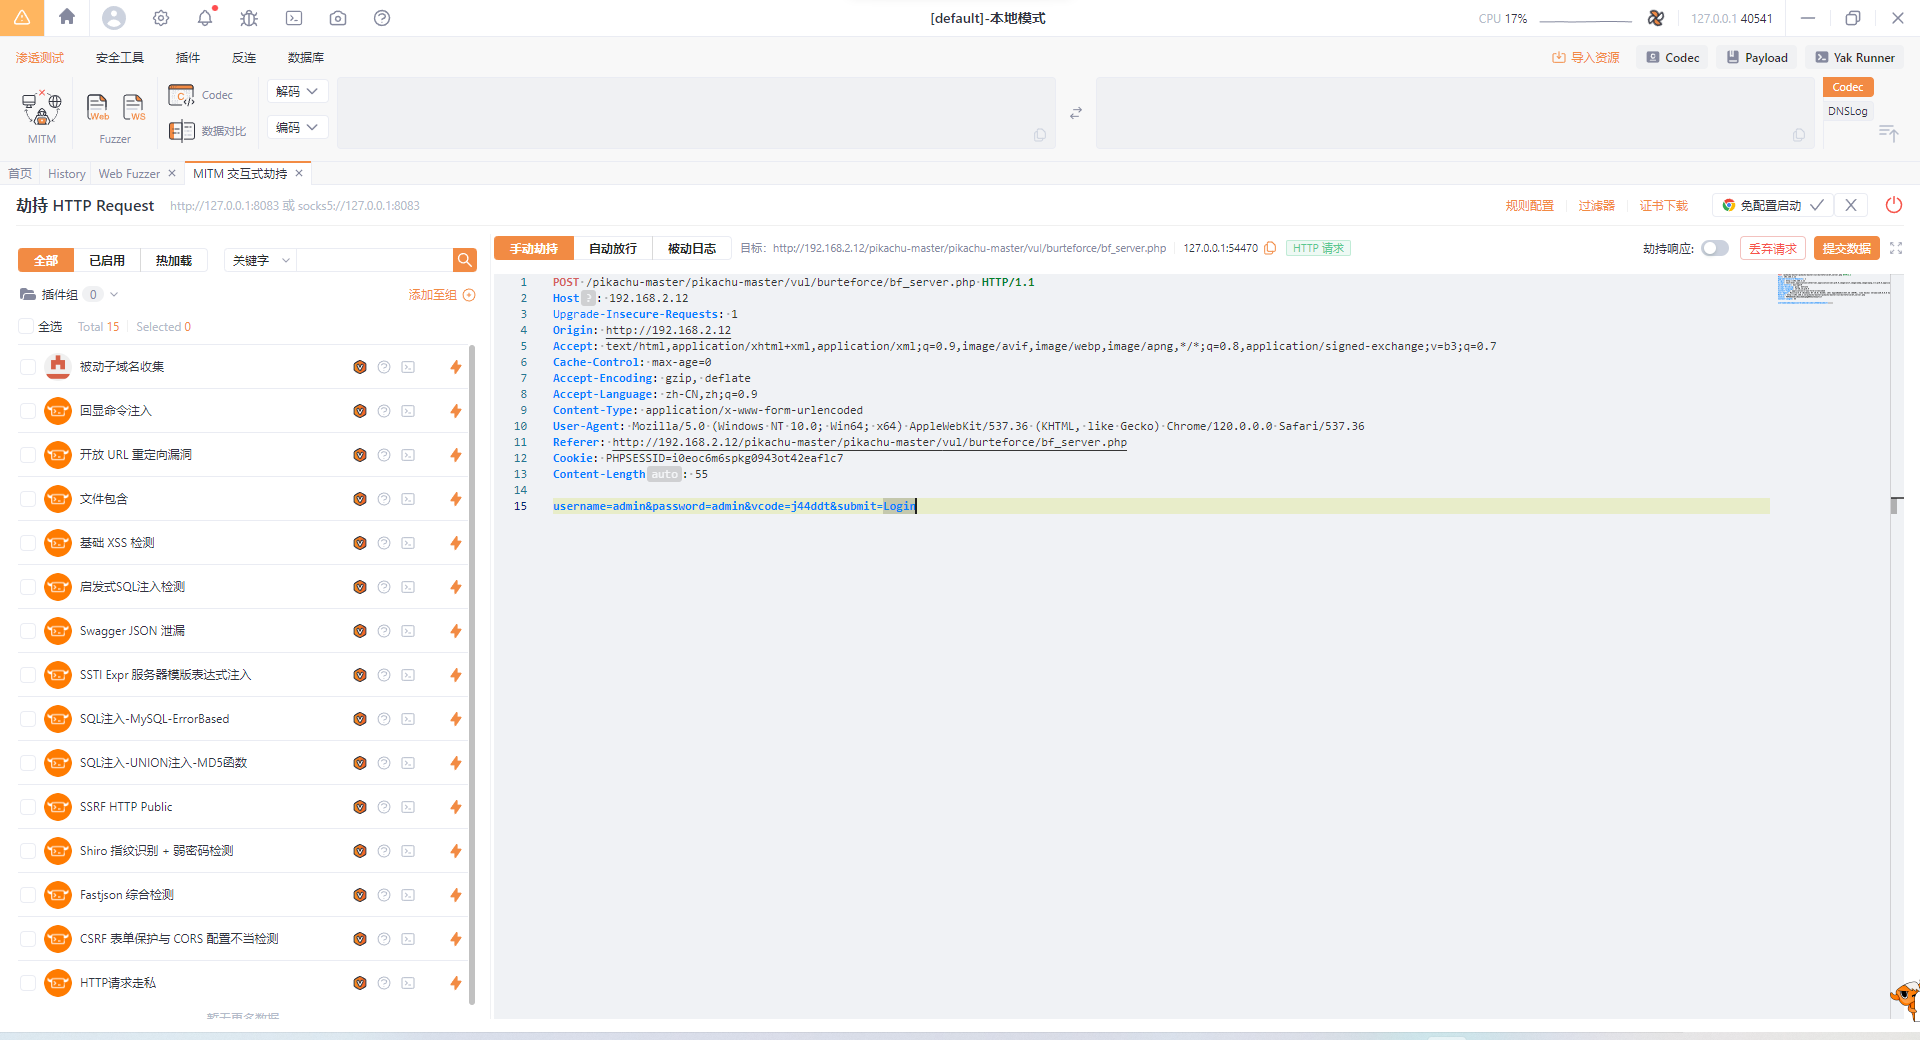 [default]-本地模式
CPU 17%
127.0.0.1 40541
渗透测试 安全工具 插件 反连 数据库
导入资源 Codec Payload Yak Runner
MITM
Web WS
Fuzzer
Codec
数据对比
解码
编码
Codec
DNSLog
首页 History Web Fuzzer MITM 交互式劫持
劫持 HTTP Request http://127.0.0.1:8083 或 socks5://127.0.0.1:8083
规则配置 过滤器 证书下载 免配置启动
全部 已启用 热加载 关键字
插件组 0 添加至组
全选 Total 15 Selected 0
被动子域名收集
回显命令注入
开放 URL 重定向漏洞
文件包含
基础 XSS 检测
启发式SQL注入检测
Swagger JSON 泄漏
SSTI Expr 服务器模版表达式注入
SQL注入-MySQL-ErrorBased
SQL注入-UNION注入-MD5函数
SSRF HTTP Public
Shiro 指纹识别 + 弱密码检测
Fastjson 综合检测
CSRF 表单保护与 CORS 配置不当检测
HTTP请求走私
暂无更多数据
手动劫持 自动放行 被动日志 目标: http://192.168.2.12/pikachu-master/pikachu-master/vul/burteforce/bf_server.php 127.0.0.1:54470 HTTP 请求
劫持响应: 丢弃请求 提交数据
1 POST /pikachu-master/pikachu-master/vul/burteforce/bf_server.php HTTP/1.1
2 Host ? : 192.168.2.12
3 Upgrade-Insecure-Requests: 1
4 Origin: http://192.168.2.12
5 Accept: text/html,application/xhtml+xml,application/xml;q=0.9,image/avif,image/webp,image/apng,*/*;q=0.8,application/signed-exchange;v=b3;q=0.7
6 Cache-Control: max-age=0
7 Accept-Encoding: gzip, deflate
8 Accept-Language: zh-CN,zh;q=0.9
9 Content-Type: application/x-www-form-urlencoded
10 User-Agent: Mozilla/5.0 (Windows NT 10.0; Win64; x64) AppleWebKit/537.36 (KHTML, like Gecko) Chrome/120.0.0.0 Safari/537.36
11 Referer: http://192.168.2.12/pikachu-master/pikachu-master/vul/burteforce/bf_server.php
12 Cookie: PHPSESSID=i0eoc6m6spkg0943ot42eaflc7
13 Content-Length auto : 55
14
15 username=admin&password=admin&vcode=j44ddt&submit=Login